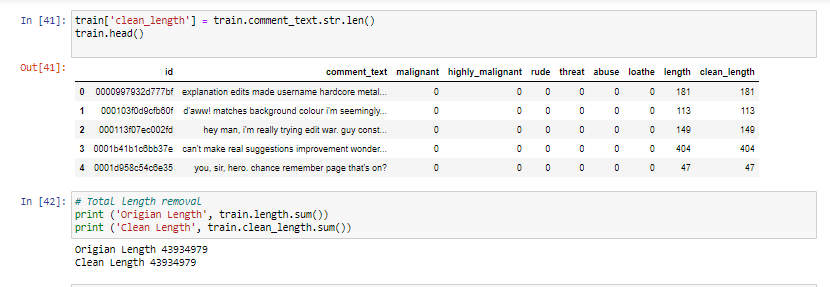 In [41]: train['clean_length'] = train.comment_text.str.len()
train.head()
Out[41]:
id comment_text malignant highly_malignant rude threat abuse loathe length clean_length
0 0000997932d777bf explanation edits made username hardcore metal... 0 0 0 0 0 0 181 181
1 000103f0d9cfb60f d'aww! matches background colour i'm seemingly... 0 0 0 0 0 0 113 113
2 000113f07ec002fd hey man, i'm really trying edit war. guy const... 0 0 0 0 0 0 149 149
3 0001b41b1c6bb37e can't make real suggestions improvement wonder... 0 0 0 0 0 0 404 404
4 0001d958c54c6e35 you, sir, hero. chance remember page that's on? 0 0 0 0 0 0 47 47
In [42]: # Total Length removal
print ('Origian Length', train.length.sum())
print ('Clean Length', train.clean_length.sum())
Origian Length 43934979
Clean Length 43934979